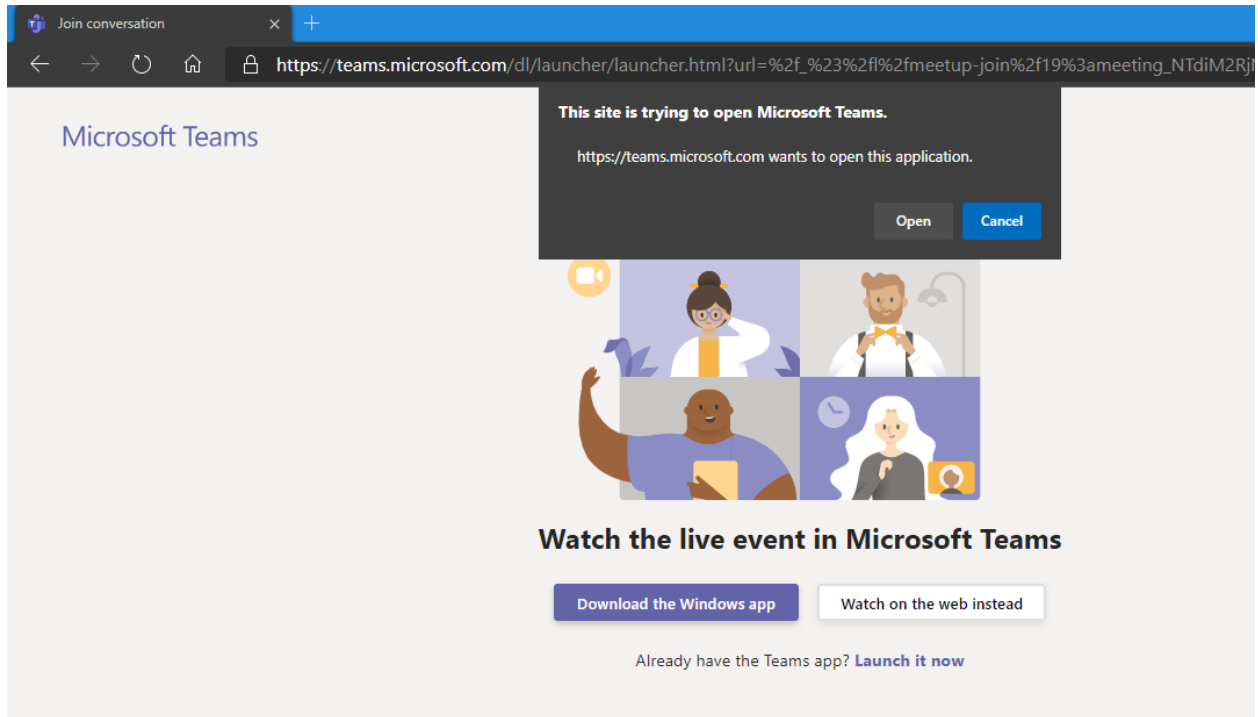 Join conversation
https://teams.microsoft.com/dl/launcher/launcher.html?url=%2f_%23%2fl%2fmeetup-join%2f19%3ameeting_NTdiM2Rj
This site is trying to open Microsoft Teams.
https://teams.microsoft.com wants to open this application.
Open Cancel
Microsoft Teams
Watch the live event in Microsoft Teams
Download the Windows app Watch on the web instead
Already have the Teams app? Launch it now